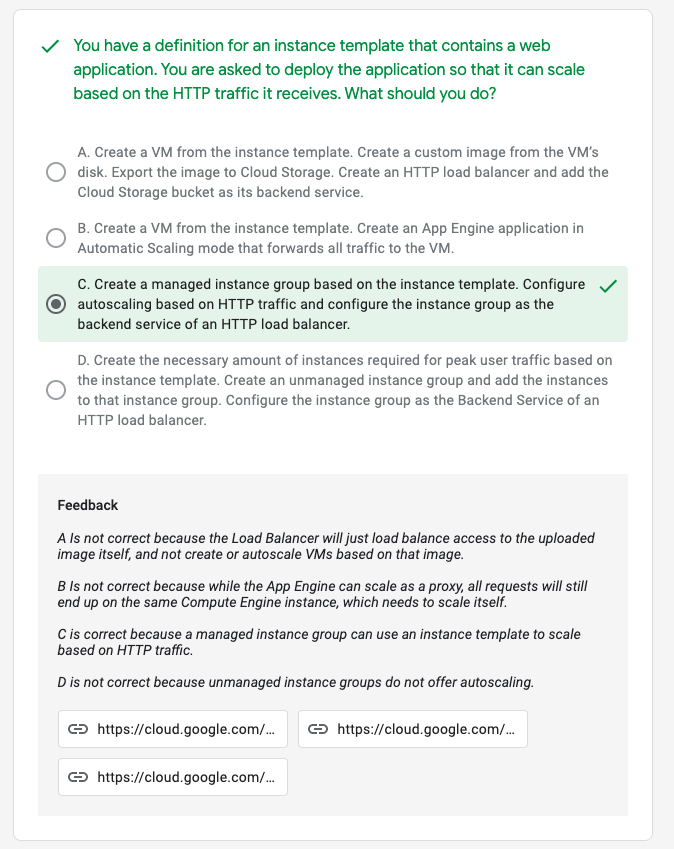 You have a definition for an instance template that contains a web
application. You are asked to deploy the application so that it can scale
based on the HTTP traffic it receives. What should you do?
A. Create a VM from the instance template. Create a custom image from the VM's
disk. Export the image to Cloud Storage. Create an HTTP load balancer and add the
Cloud Storage bucket as its backend service.
B. Create a VM from the instance template. Create an App Engine application in
Automatic Scaling mode that forwards all traffic to the VM.
C. Create a managed instance group based on the instance template. Configure
autoscaling based on HTTP traffic and configure the instance group as the
backend service of an HTTP load balancer.
D. Create the necessary amount of instances required for peak user traffic based on
the instance template. Create an unmanaged instance group and add the instances
to that instance group. Configure the instance group as the Backend Service of an
HTTP load balancer.
Feedback
A Is not correct because the Load Balancer will just load balance access to the uploaded
image itself, and not create or autoscale VMs based on that image.
B Is not correct because while the App Engine can scale as a proxy, all requests will still
end up on the same Compute Engine instance, which needs to scale itself.
C is correct because a managed instance group can use an instance template to scale
based on HTTP traffic.
D is not correct because unmanaged instance groups do not offer autoscaling.
https://cloud.google.com/...
https://cloud.google.com/...
https://cloud.google.com/...